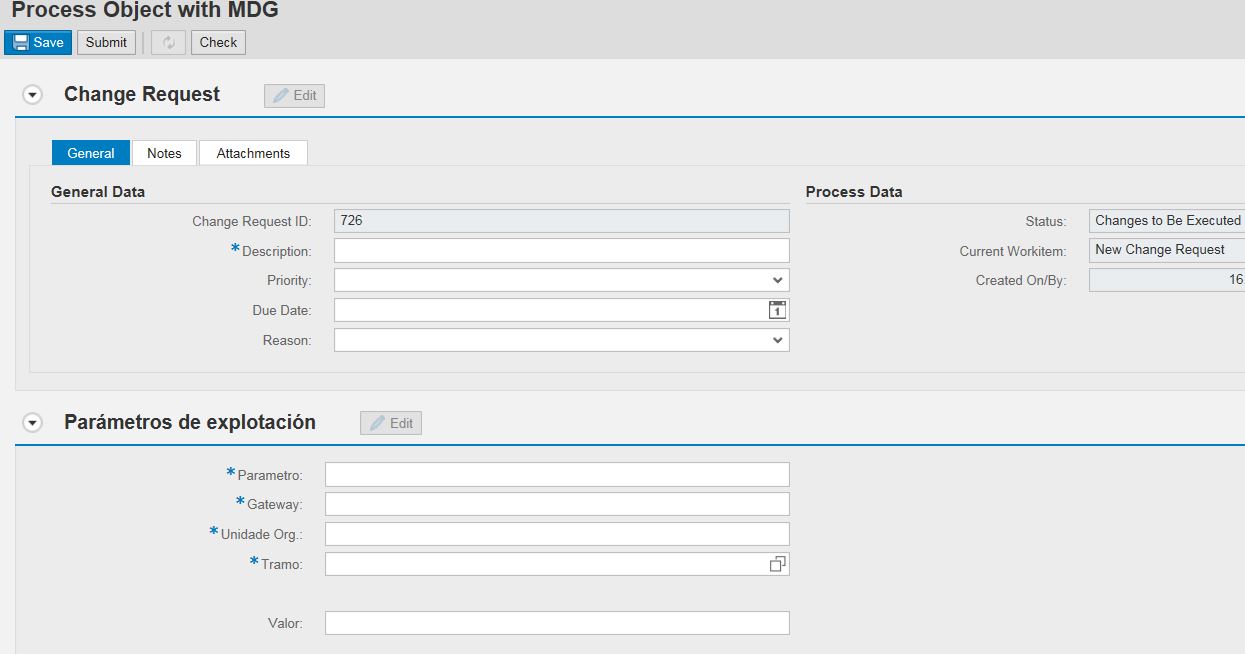 Process Object with MDG
Save Submit Check
Change Request Edit
General Notes Attachments
General Data
Change Request ID: 726
*Description:
Priority:
Due Date: 1
Reason:
Process Data
Status: Changes to Be Executed
Current Workitem: New Change Request
Created On/By: 16
Parámetros de explotación Edit
*Parametro:
*Gateway:
*Unidade Org.:
*Tramo:
Valor: